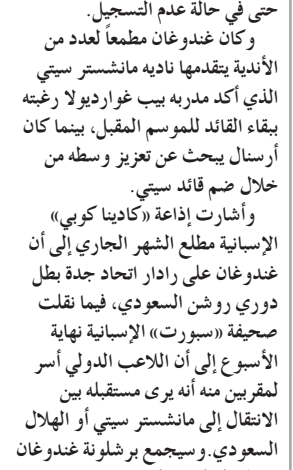 حتى في حالة عدم التسجيل.
وكان غندوغان مطمعاً لعدد من
الأندية يتقدمها ناديه مانشستر سيتي
الذي أكد مدربه بيب غوارديولا رغبته
ببقاء القائد للموسم المقبل، بينما كان
أرسنال يبحث عن تعزيز وسطه من
خلال ضم قائد سيتي.
وأشارت إذاعة «كادينا كوبي»
الإسبانية مطلع الشهر الجاري إلى أن
غندوغان على رادار اتحاد جدة بطل
دوري روشن السعودي، فيما نقلت
صحيفة «سبورت» الإسبانية نهاية
الأسبوع إلى أن اللاعب الدولي أسر
لمقربين منه أنه يرى مستقبله بين
الانتقال إلى مانشستر سيتي أو الهلال
السعودي.وسيجمع برشلونة غندوغان